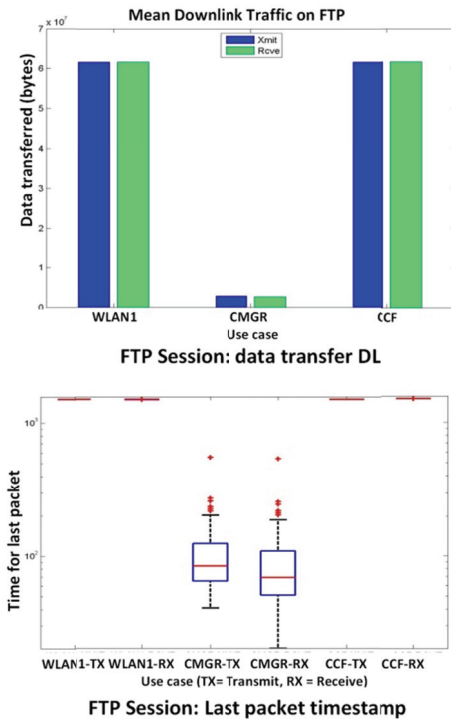 Mean Downlink Traffic on FTP
x 10⁷
7
6
5
4
3
2
1
0
Data transferred (bytes)
Xmit
Rcve
WLAN1 CMGR CCF
Use case
FTP Session: data transfer DL
10³
10²
Time for last packet
WLAN1-TX WLAN1-RX CMGR-TX CMGR-RX CCF-TX CCF-RX
Use case (TX= Transmit, RX = Receive)
FTP Session: Last packet timestamp